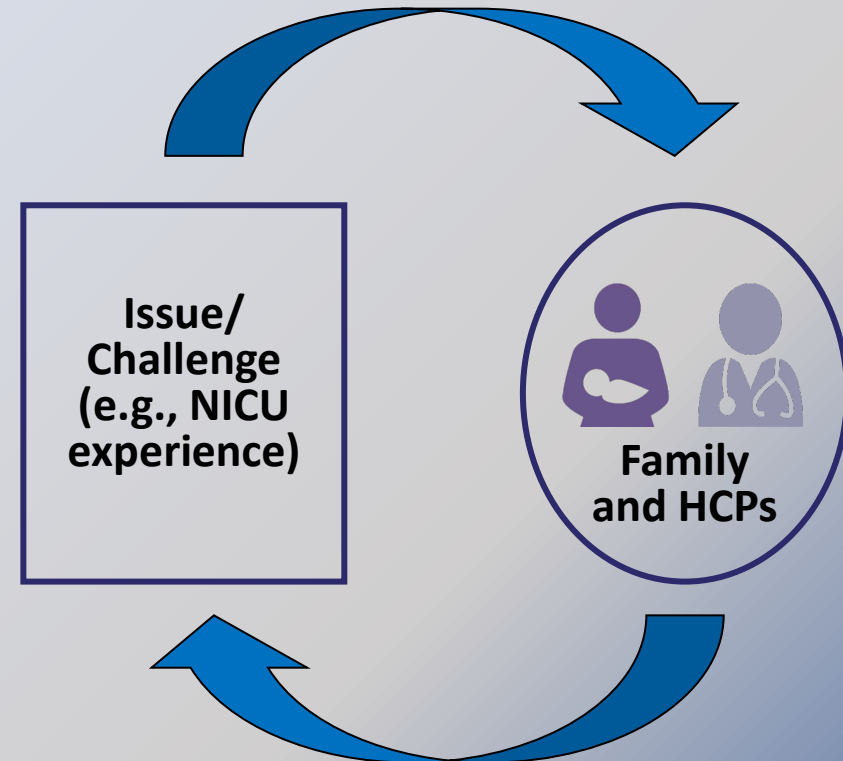 Issue/
Challenge
(e.g., NICU
experience)
Family
and HCPs